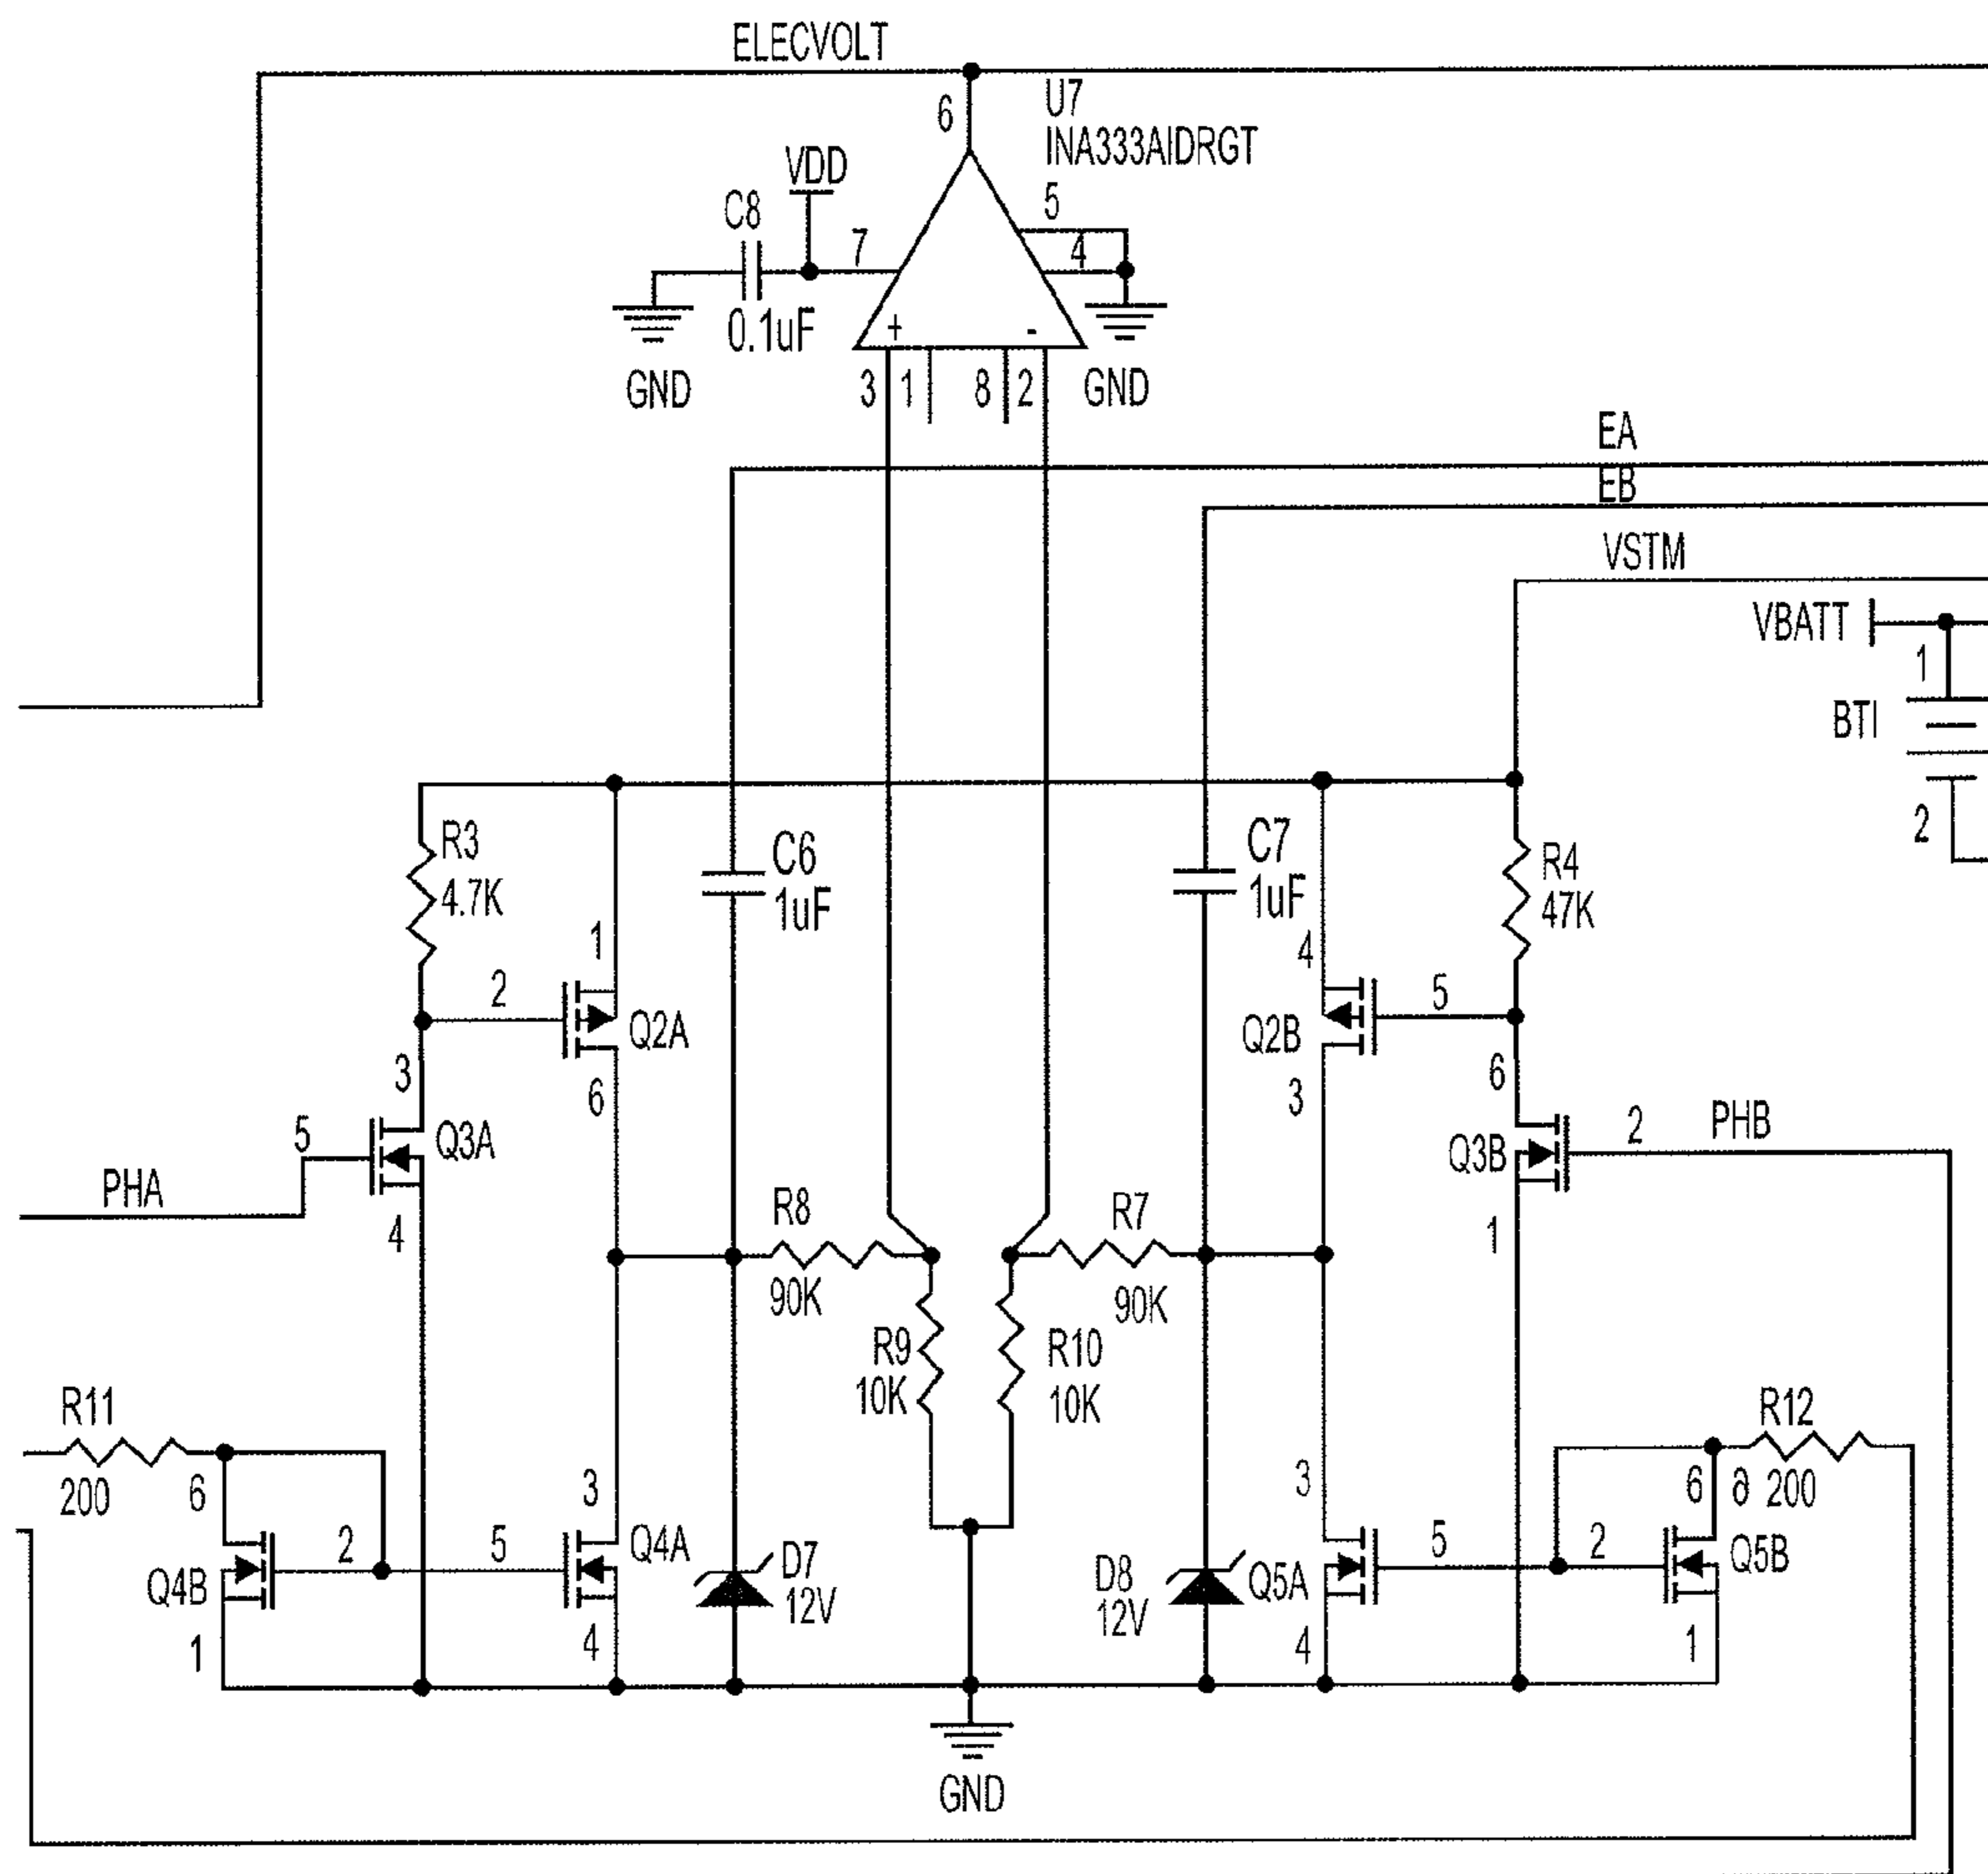 ELECVOLT
6
U7
INA333AIDRGT
VDD
C8
7
5
4
0.1uF
+
-
GND
3
1
8
2
GND
EA
EB
VSTM
VBATT
1
BTI
2
R3
4.7K
C6
1uF
C7
1uF
R4
47K
1
2
Q2A
6
4
5
Q2B
3
3
5
Q3A
4
PHA
6
2
PHB
Q3B
1
R8
90K
R7
90K
R9
10K
R10
10K
R11
200
6
2
Q4B
1
3
5
Q4A
4
D7
12V
D8
12V
3
5
Q5A
4
R12
6
∂ 200
2
Q5B
1
GND